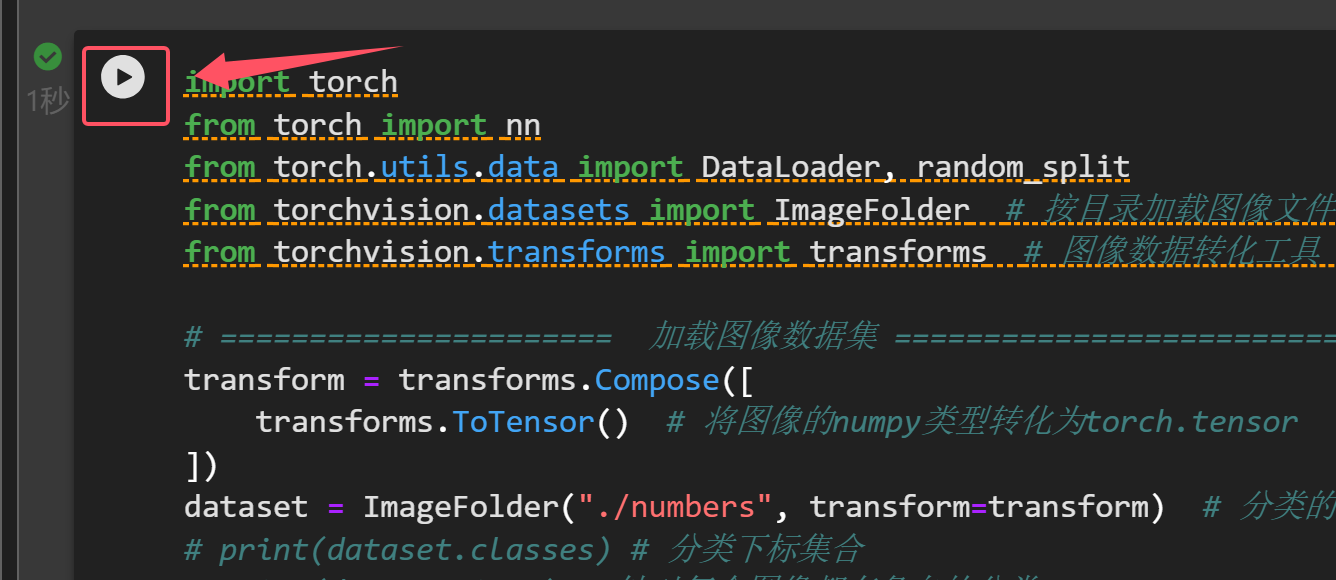 import torch
1秒
from torch import nn
from torch.utils.data import DataLoader, random_split
from torchvision.datasets import ImageFolder  # 按目录加载图像文件
from torchvision.transforms import transforms  # 图像数据转化工具
# ======================  加载图像数据集 =========================
transform = transforms.Compose([
    transforms.ToTensor()  # 将图像的numpy类型转化为torch.tensor
])
dataset = ImageFolder("./numbers", transform=transform)  # 分类的
# print(dataset.classes) # 分类下标集合